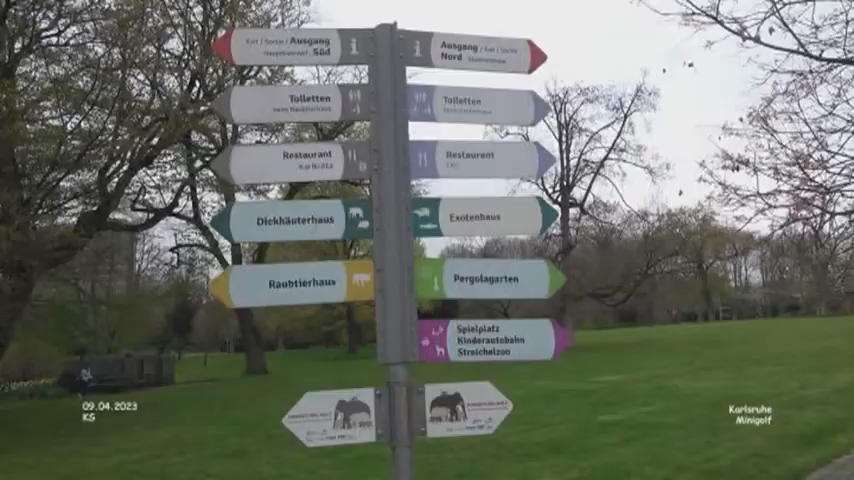 Exit / Sortie / Ausgang
Süd
Ausgang / Exit / Sortie
Nord
Toiletten
Toiletten
Restaurant
Restaurant
Dickhäuterhaus
Exotenhaus
Raubtierhaus
Pergolagarten
Spielplatz
Kinderautobahn
Streichelzoo
09.04.2023
KS
Karlsruhe
Minigolf